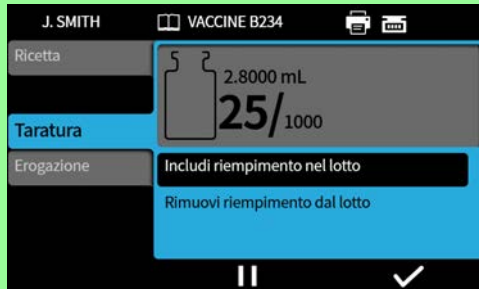 J. SMITH
VACCINE B234
Ricetta
Taratura
Erogazione
2.8000 mL
25/1000
Includi riempimento nel lotto
Rimuovi riempimento dal lotto